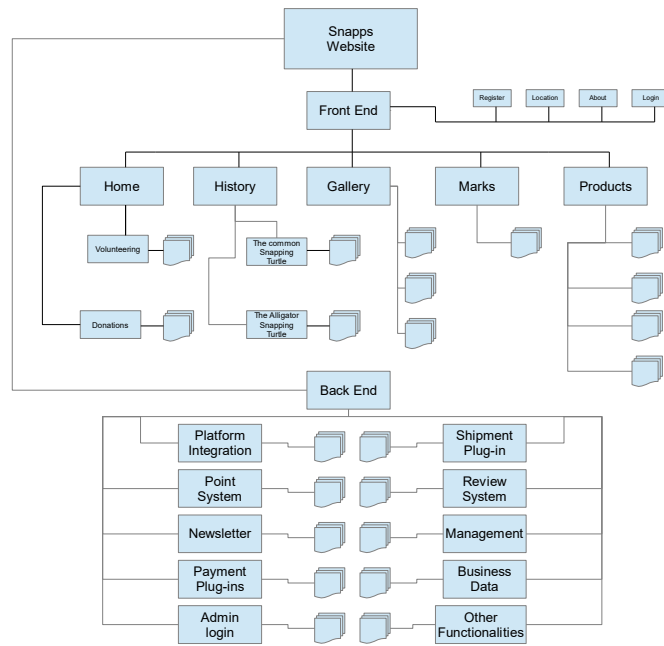 Snapps
Website
Front End
Register
Location
About
Login
Home
History
Gallery
Marks
Products
Volunteering
The common
Snapping
Turtle
Donations
The Alligator
Snapping
Turtle
Back End
Platform
Integration
Shipment
Plug-in
Point
System
Review
System
Newsletter
Management
Payment
Plug-ins
Business
Data
Admin
login
Other
Functionalities